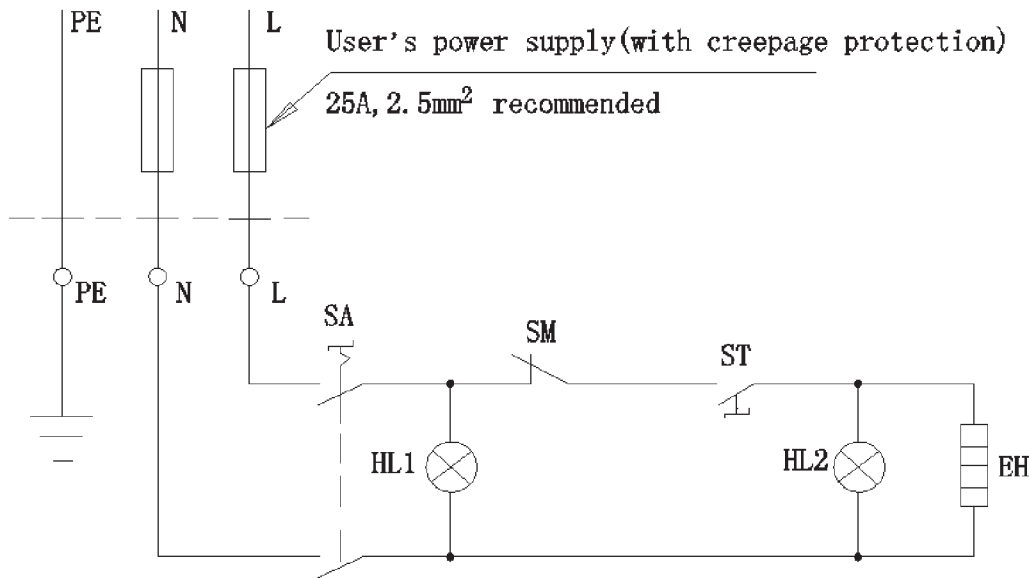 PE N L
User's power supply(with creepage protection)
25A, 2.5mm² recommended
PE N L
SA
SM
ST
HL1
HL2
EH